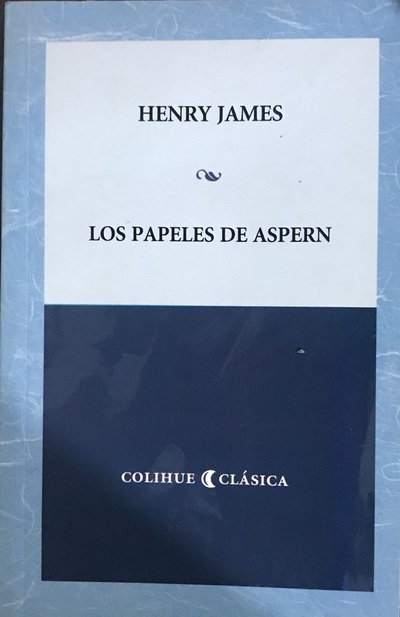 HENRY JAMES
LOS PAPELES DE ASPERN
COLIHUE CLÁSICA